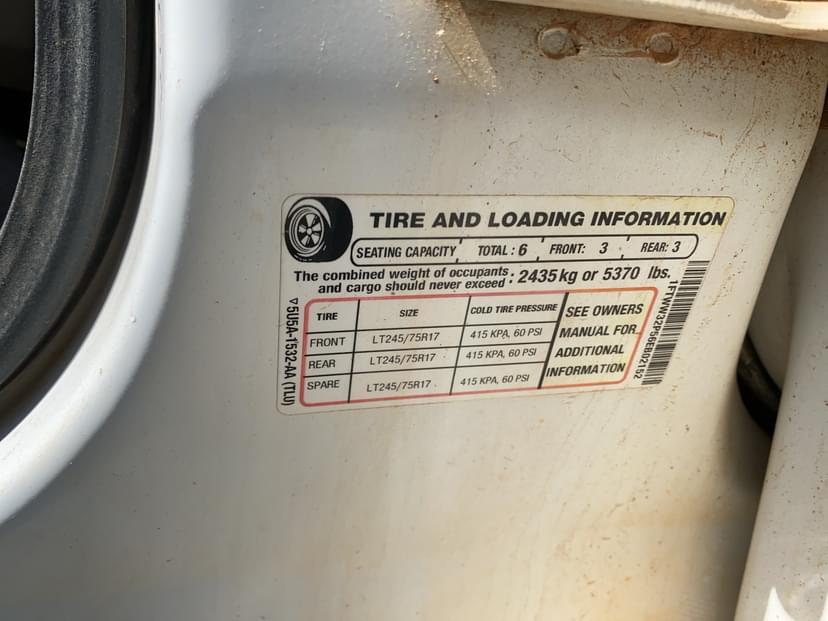 TIRE AND LOADING INFORMATION
SEATING CAPACITY TOTAL: 6 FRONT: 3 REAR: 3
The combined weight of occupants
and cargo should never exceed : 2435kg or 5370 lbs.
TIRE SIZE COLD TIRE PRESSURE
FRONT LT245/75R17 415 KPA, 60 PSI
REAR LT245/75R17 415 KPA, 60 PSI
SPARE LT245/75R17 415 KPA, 60 PSI
SEE OWNERS
MANUAL FOR
ADDITIONAL
INFORMATION
5U5A-1532-AA (TLU)
1FTWW32P56EB02152